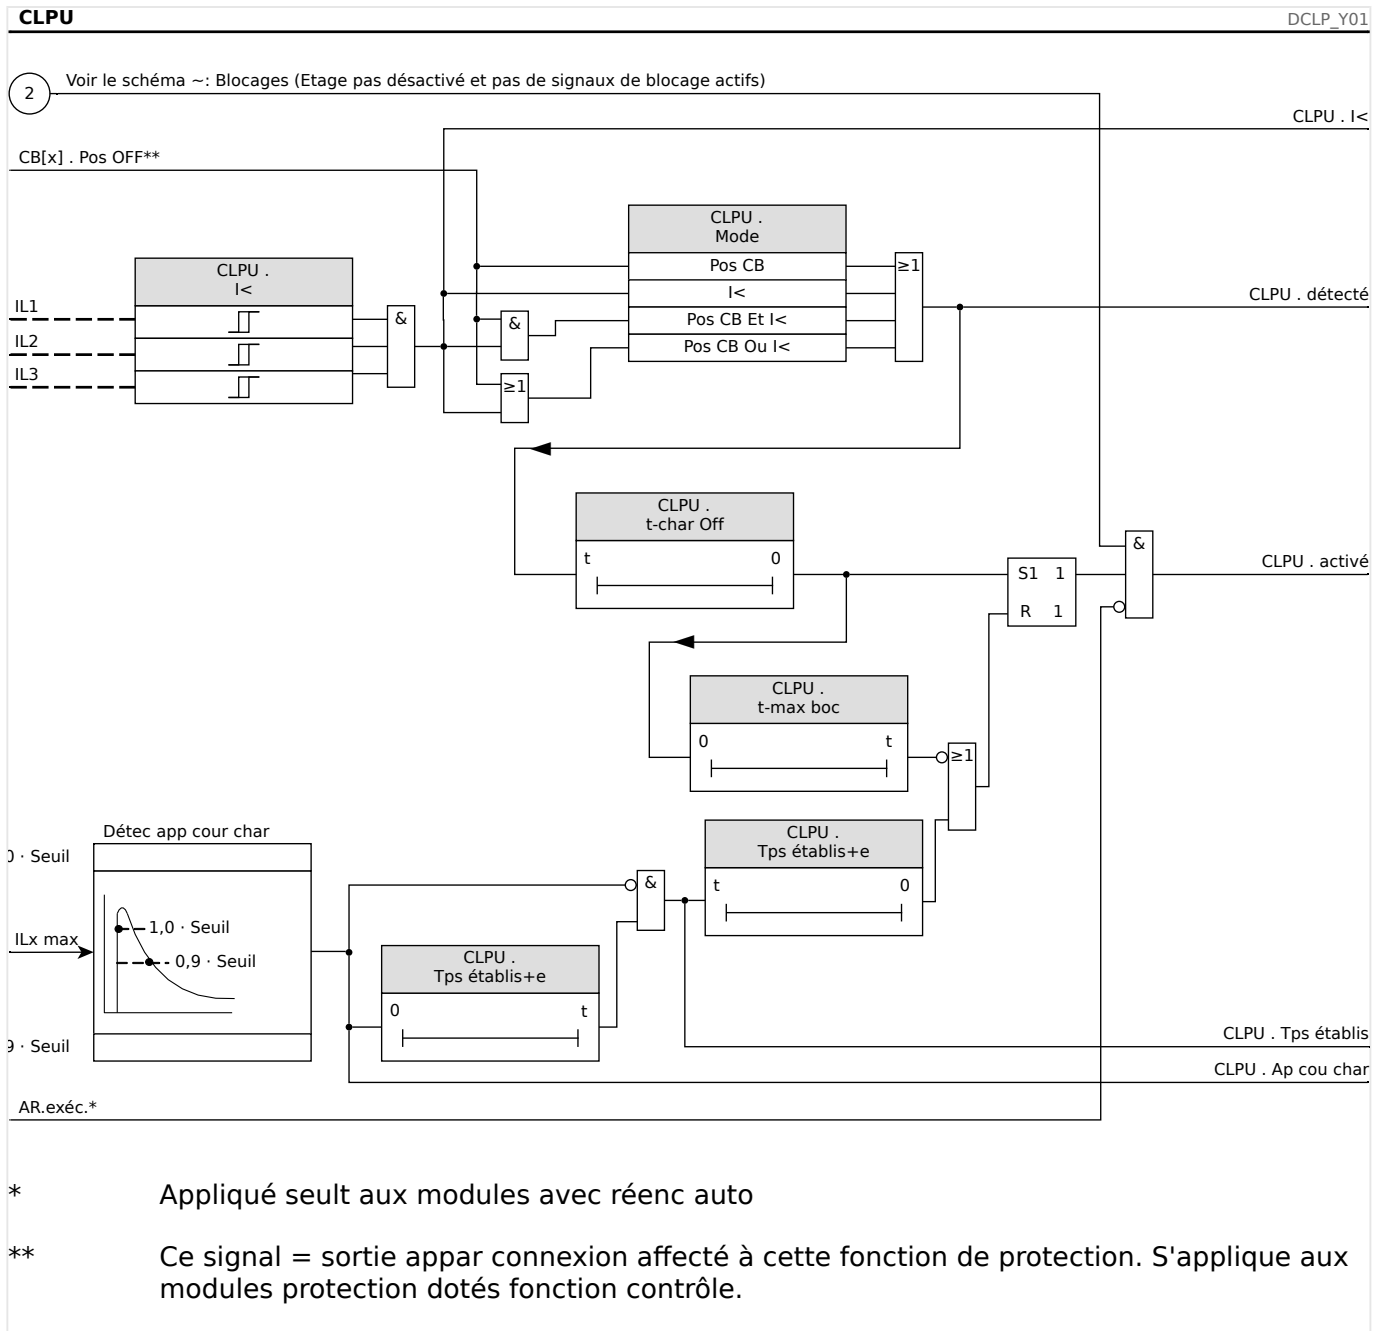 CLPU
DCLP_Y01
2
Voir le schéma ~: Blocages (Etage pas désactivé et pas de signaux de blocage actifs)
CLPU . I<
CB[x] . Pos OFF**
CLPU .
Mode
Pos CB
I<
Pos CB Et I<
Pos CB Ou I<
≥1
CLPU .
I<
IL1
IL2
IL3
&
&
≥1
CLPU . détecté
CLPU .
t-char Off
t 0
S1 1
R 1
&
CLPU . activé
CLPU .
t-max boc
0 t
≥1
CLPU .
Tps établis+e
t 0
Détec app cour char
0 · Seuil
1,0 · Seuil
0,9 · Seuil
ILx max
9 · Seuil
&
CLPU .
Tps établis+e
0 t
CLPU . Tps établis
CLPU . Ap cou char
AR.exéc.*
* Appliqué seult aux modules avec réenc auto
** Ce signal = sortie appar connexion affecté à cette fonction de protection. S'applique aux
modules protection dotés fonction contrôle.